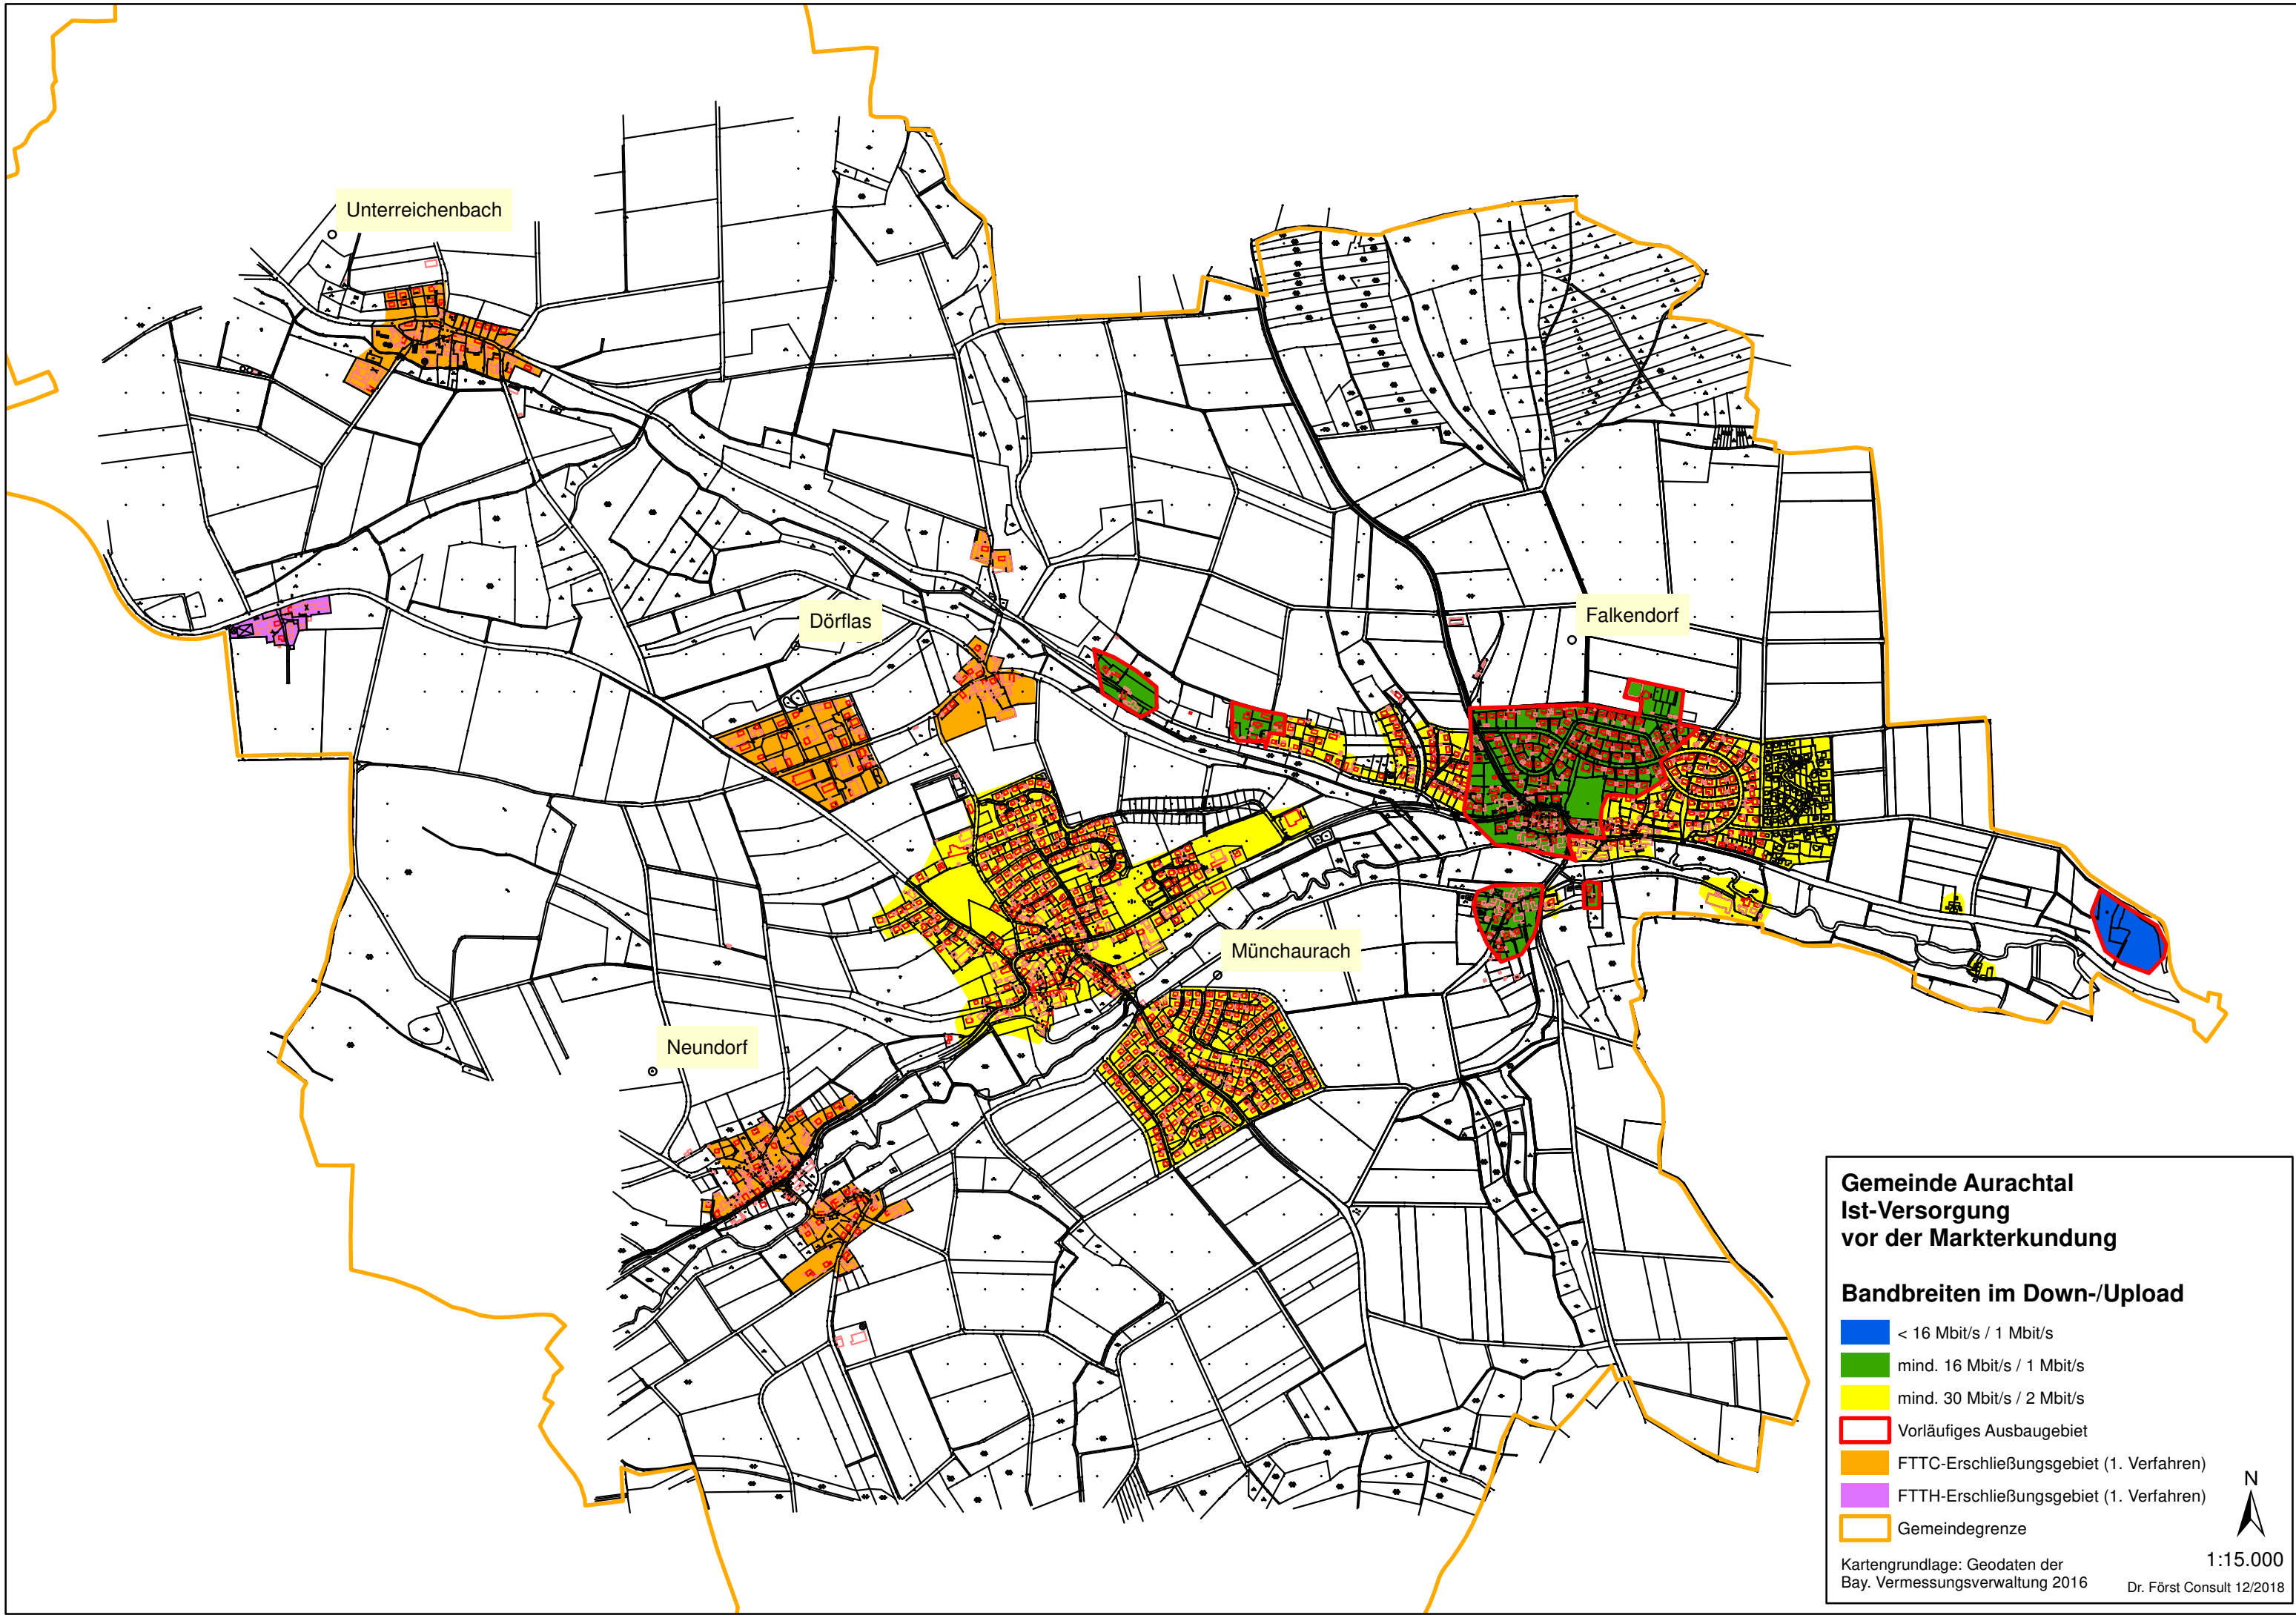 Unterreichenbach
Dörflas
Falkendorf
Münchaurach
Neundorf
Gemeinde Aurachtal
Ist-Versorgung
vor der Markterkundung
Bandbreiten im Down-/Upload
< 16 Mbit/s / 1 Mbit/s
mind. 16 Mbit/s / 1 Mbit/s
mind. 30 Mbit/s / 2 Mbit/s
Vorläufiges Ausbaugebiet
FTTC-Erschließungsgebiet (1. Verfahren)
FTTH-Erschließungsgebiet (1. Verfahren)
Gemeindegrenze
N
1:15.000
Kartengrundlage: Geodaten der
Bay. Vermessungsverwaltung 2016
Dr. Först Consult 12/2018